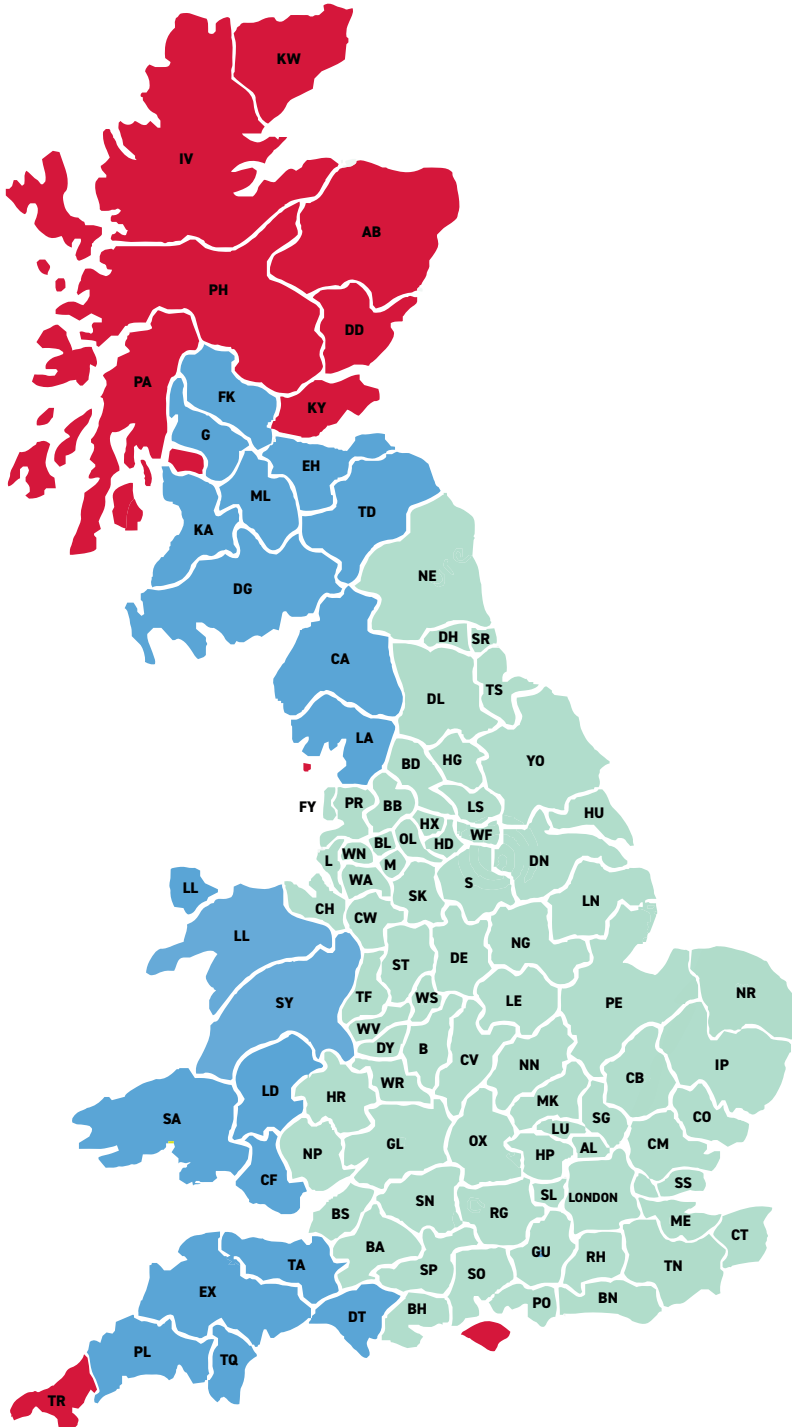 KW
IV
AB
PH
DD
PA
FK
KY
G
EH
ML
TD
KA
NE
DG
DH
SR
CA
TS
DL
LA
HG
YO
BD
FY
PR
BB
LS
HU
HX
WF
OL
BL
HD
WN
L
M
DN
WA
S
LL
SK
LN
CH
CW
LL
NG
DE
ST
NR
TF
WS
LE
PE
SY
WV
DY
B
CV
NN
IP
CB
WR
LD
HR
MK
SG
CO
SA
LU
GL
OX
AL
CM
NP
HP
CF
SS
SL
LONDON
SN
BS
RG
ME
CT
BA
GU
RH
TA
SP
SO
TN
EX
BN
PO
BH
DT
PL
TQ
TR